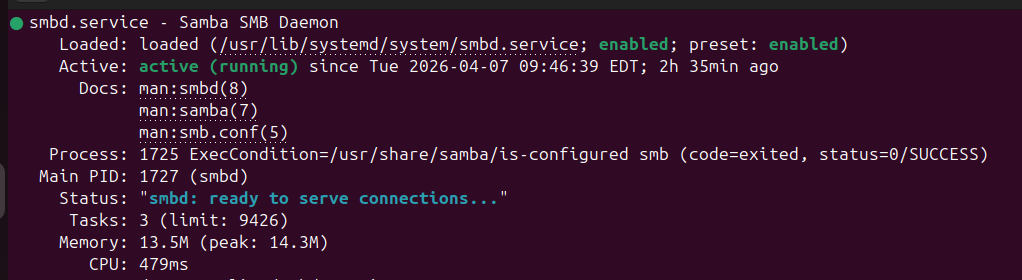 smbd.service - Samba SMB Daemon
Loaded: loaded (/usr/lib/systemd/system/smbd.service; enabled; preset: enabled)
Active: active (running) since Tue 2026-04-07 09:46:39 EDT; 2h 35min ago
Docs: man:smbd(8)
man:samba(7)
man:smb.conf(5)
Process: 1725 ExecCondition=/usr/share/samba/is-configured smb (code=exited, status=0/SUCCESS)
Main PID: 1727 (smbd)
Status: "smbd: ready to serve connections..."
Tasks: 3 (limit: 9426)
Memory: 13.5M (peak: 14.3M)
CPU: 479ms